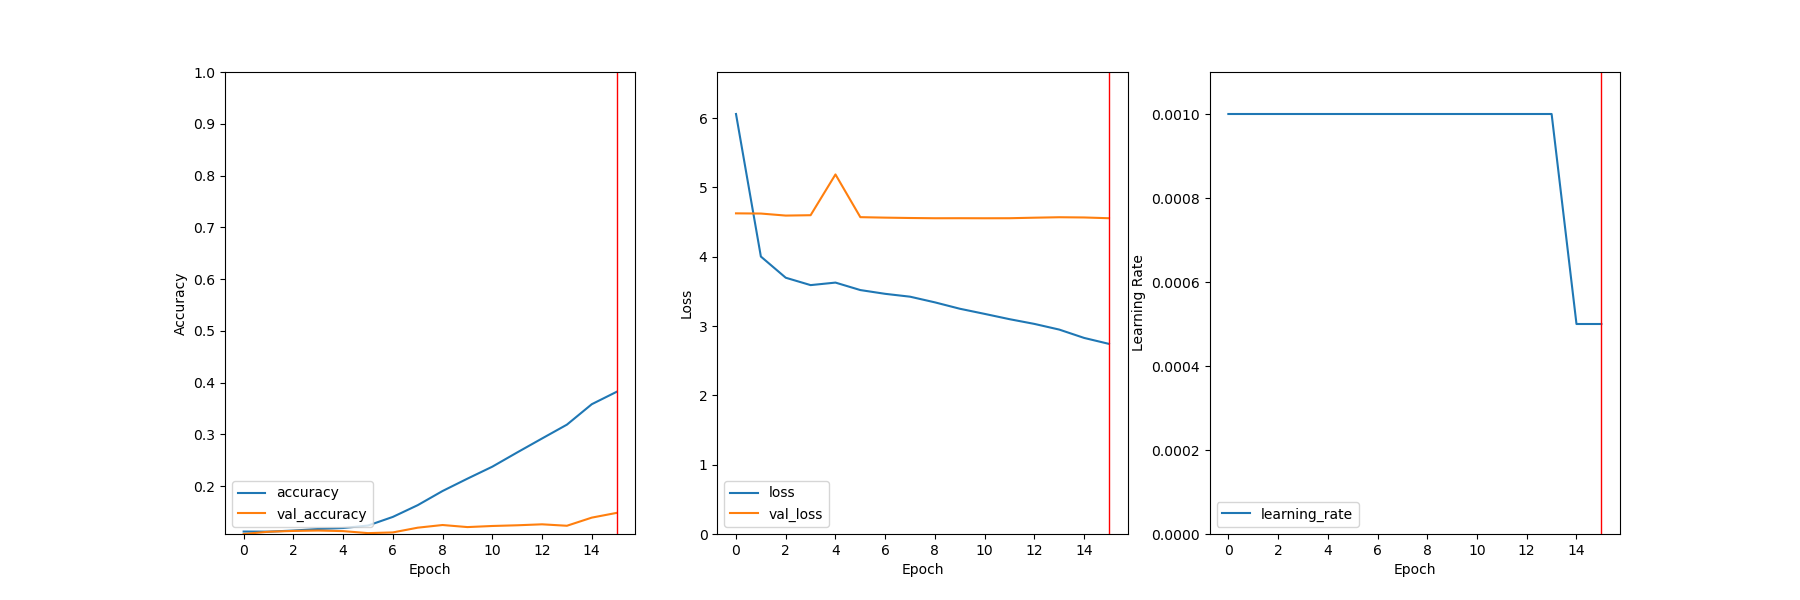 1.0
0.9
0.8
0.7
0.6
0.5
0.4
0.3
0.2
Accuracy
accuracy
val_accuracy
0 2 4 6 8 10 12 14
Epoch
6
5
4
3
2
1
0
Loss
loss
val_loss
0 2 4 6 8 10 12 14
Epoch
0.0010
0.0008
0.0006
0.0004
0.0002
0.0000
Learning Rate
learning_rate
0 2 4 6 8 10 12 14
Epoch